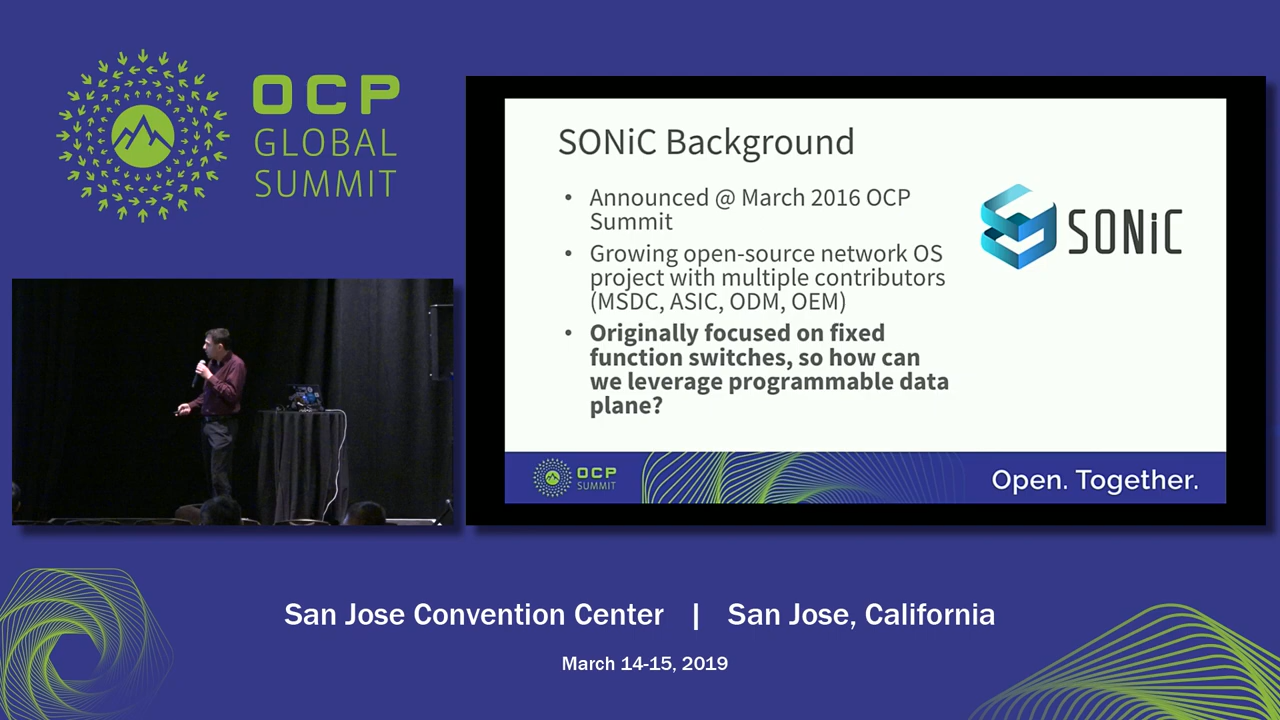 OCP
GLOBAL
SUMMIT
SONiC Background
• Announced @ March 2016 OCP
Summit
• Growing open-source network OS
project with multiple contributors
(MSDC, ASIC, ODM, OEM)
• Originally focused on fixed
function switches, so how can
we leverage programmable data
plane?
SONiC
OCP
SUMMIT
Open. Together.
San Jose Convention Center | San Jose, California
March 14-15, 2019